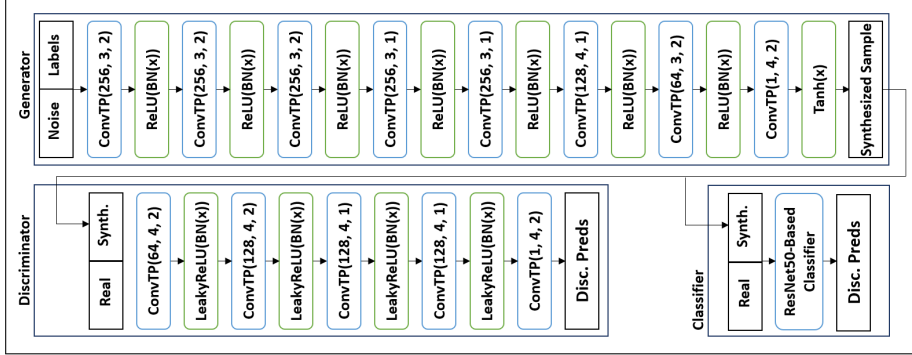 Generator
Labels
Noise
ConvTP(256, 3, 2)
ReLU(BN(x))
ConvTP(256, 3, 2)
ReLU(BN(x))
ConvTP(256, 3, 2)
ReLU(BN(x))
ConvTP(256, 3, 1)
ReLU(BN(x))
ConvTP(256, 3, 1)
ReLU(BN(x))
ConvTP(128, 4, 1)
ReLU(BN(x))
ConvTP(64, 3, 2)
ReLU(BN(x))
ConvTP(1, 4, 2)
Tanh(x)
Synthesized Sample
Discriminator
Synth.
Real
ConvTP(64, 4, 2)
LeakyReLU(BN(x))
ConvTP(128, 4, 2)
LeakyReLU(BN(x))
ConvTP(128, 4, 1)
LeakyReLU(BN(x))
ConvTP(128, 4, 1)
LeakyReLU(BN(x))
ConvTP(1, 4, 2)
Disc. Preds
Classifier
Synth.
Real
ResNet50-Based
Classifier
Disc. Preds